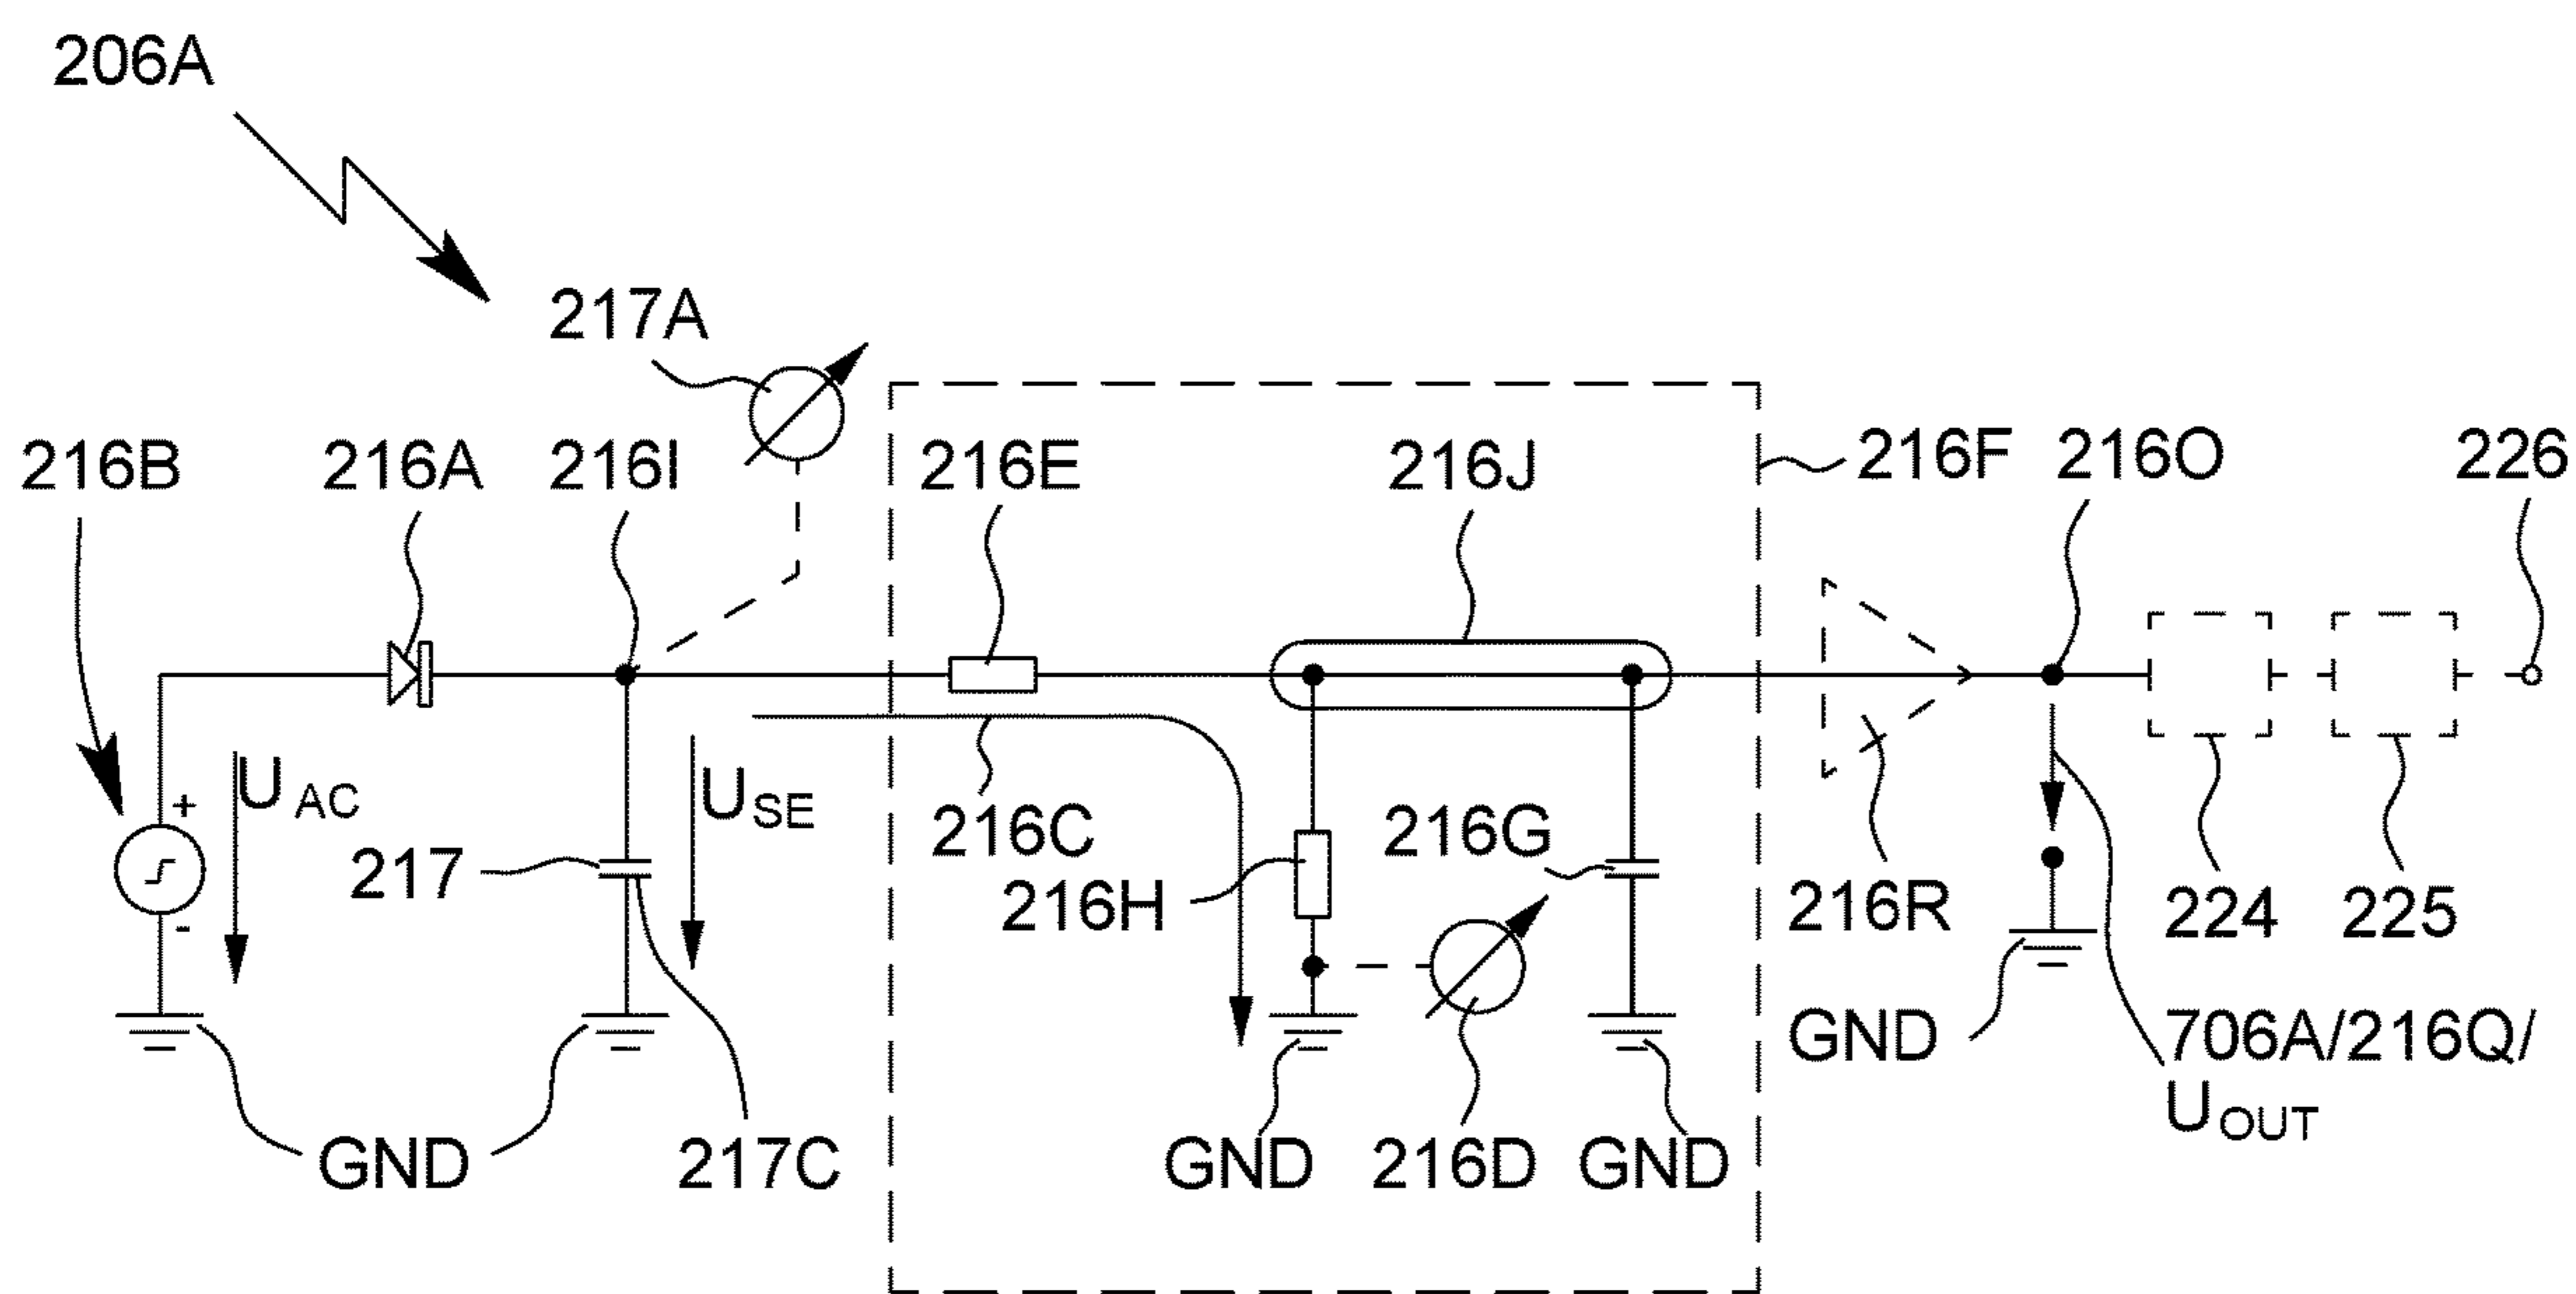 206A
217A
216B
216A
216I
216E
216J
216F
216O
226
+
-
U AC
U SE
217
216C
216H
216G
216R
224
225
GND
706A/216Q/
U OUT
GND
217C
GND
216D
GND